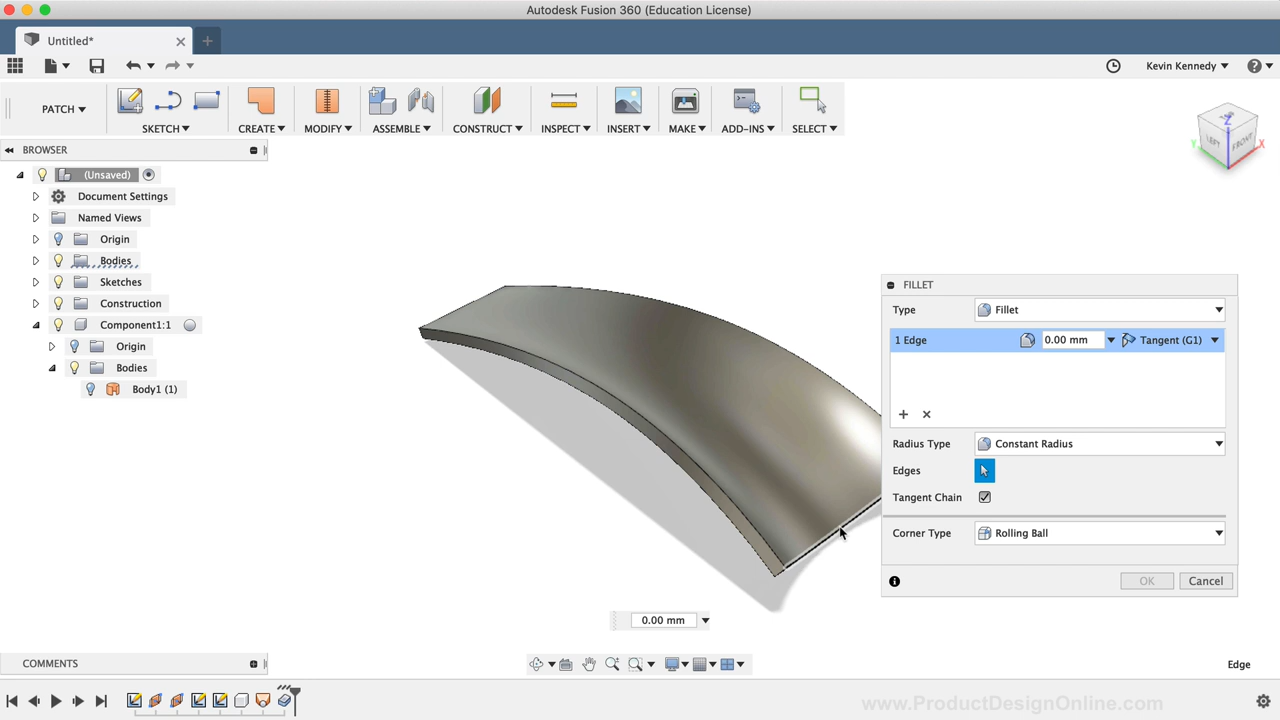 Autodesk Fusion 360 (Education License)
Untitled*
Kevin Kennedy
PATCH
SKETCH
CREATE
MODIFY
ASSEMBLE
CONSTRUCT
INSPECT
INSERT
MAKE
ADD-INS
SELECT
Z
LEFT
FRONT
Y
X
BROWSER
(Unsaved)
Document Settings
Named Views
Origin
Bodies
Sketches
Construction
Component1:1
Origin
Bodies
Body1 (1)
FILLET
Type Fillet
1 Edge 0.00 mm Tangent (G1)
Radius Type Constant Radius
Edges
Tangent Chain
Corner Type Rolling Ball
OK Cancel
0.00 mm
COMMENTS
Edge
www.ProductDesignOnline.com